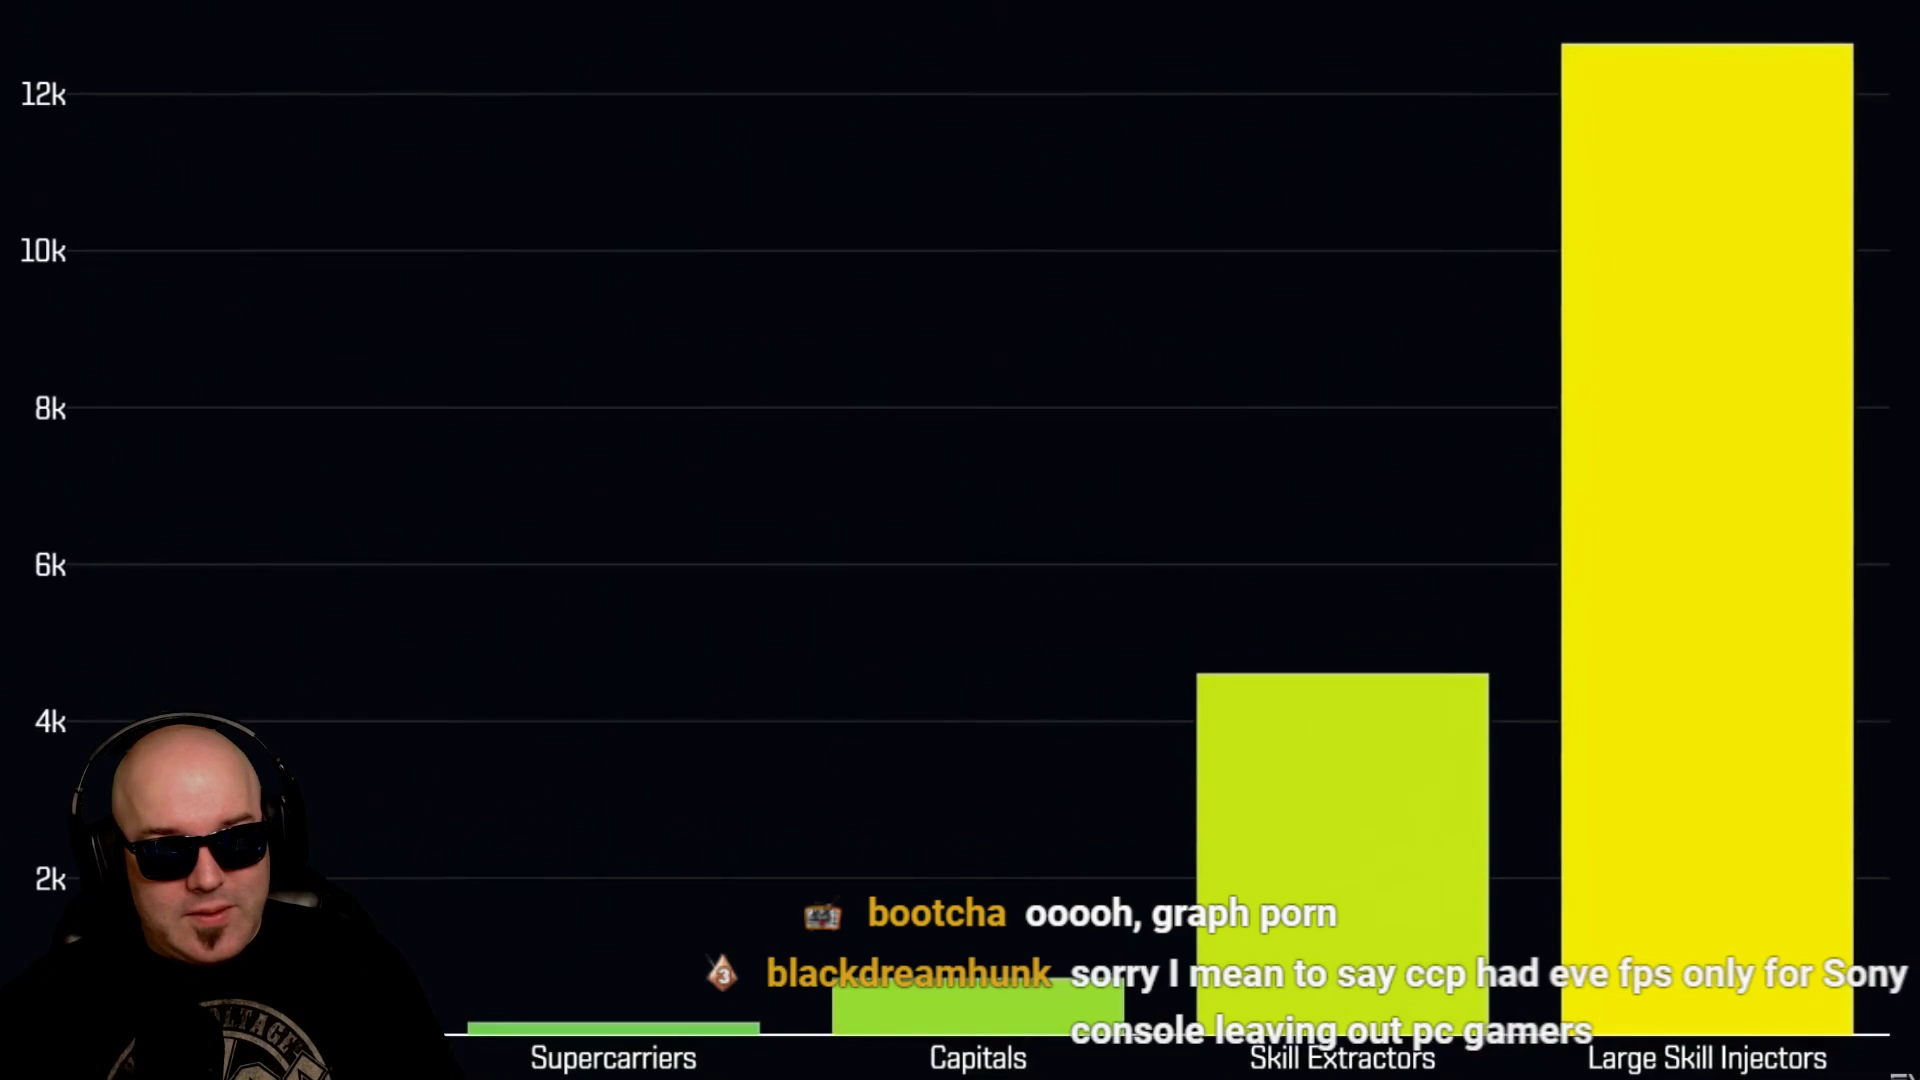 12k
10k
8k
6k
4k
2k
bootcha ooooh, graph porn
3 blackdreamhunk sorry I mean to say ccp had eve fps only for Sony
console leaving out pc gamers
Supercarriers Capitals Skill Extractors Large Skill Injectors